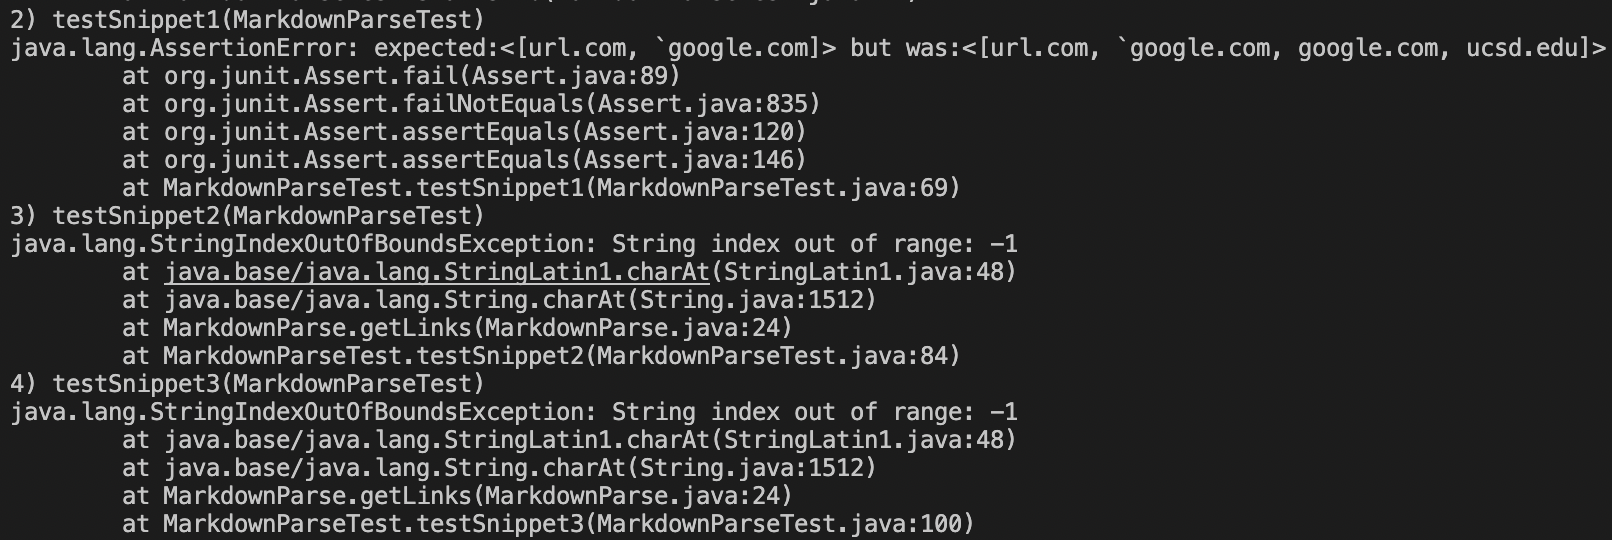 2) testSnippet1(MarkdownParseTest)
java.lang.AssertionError: expected:<[url.com, `google.com]> but was:<[url.com, `google.com, google.com, ucsd.edu]>
        at org.junit.Assert.fail(Assert.java:89)
        at org.junit.Assert.failNotEquals(Assert.java:835)
        at org.junit.Assert.assertEquals(Assert.java:120)
        at org.junit.Assert.assertEquals(Assert.java:146)
        at MarkdownParseTest.testSnippet1(MarkdownParseTest.java:69)
3) testSnippet2(MarkdownParseTest)
java.lang.StringIndexOutOfBoundsException: String index out of range: -1
        at java.base/java.lang.StringLatin1.charAt(StringLatin1.java:48)
        at java.base/java.lang.String.charAt(String.java:1512)
        at MarkdownParse.getLinks(MarkdownParse.java:24)
        at MarkdownParseTest.testSnippet2(MarkdownParseTest.java:84)
4) testSnippet3(MarkdownParseTest)
java.lang.StringIndexOutOfBoundsException: String index out of range: -1
        at java.base/java.lang.StringLatin1.charAt(StringLatin1.java:48)
        at java.base/java.lang.String.charAt(String.java:1512)
        at MarkdownParse.getLinks(MarkdownParse.java:24)
        at MarkdownParseTest.testSnippet3(MarkdownParseTest.java:100)